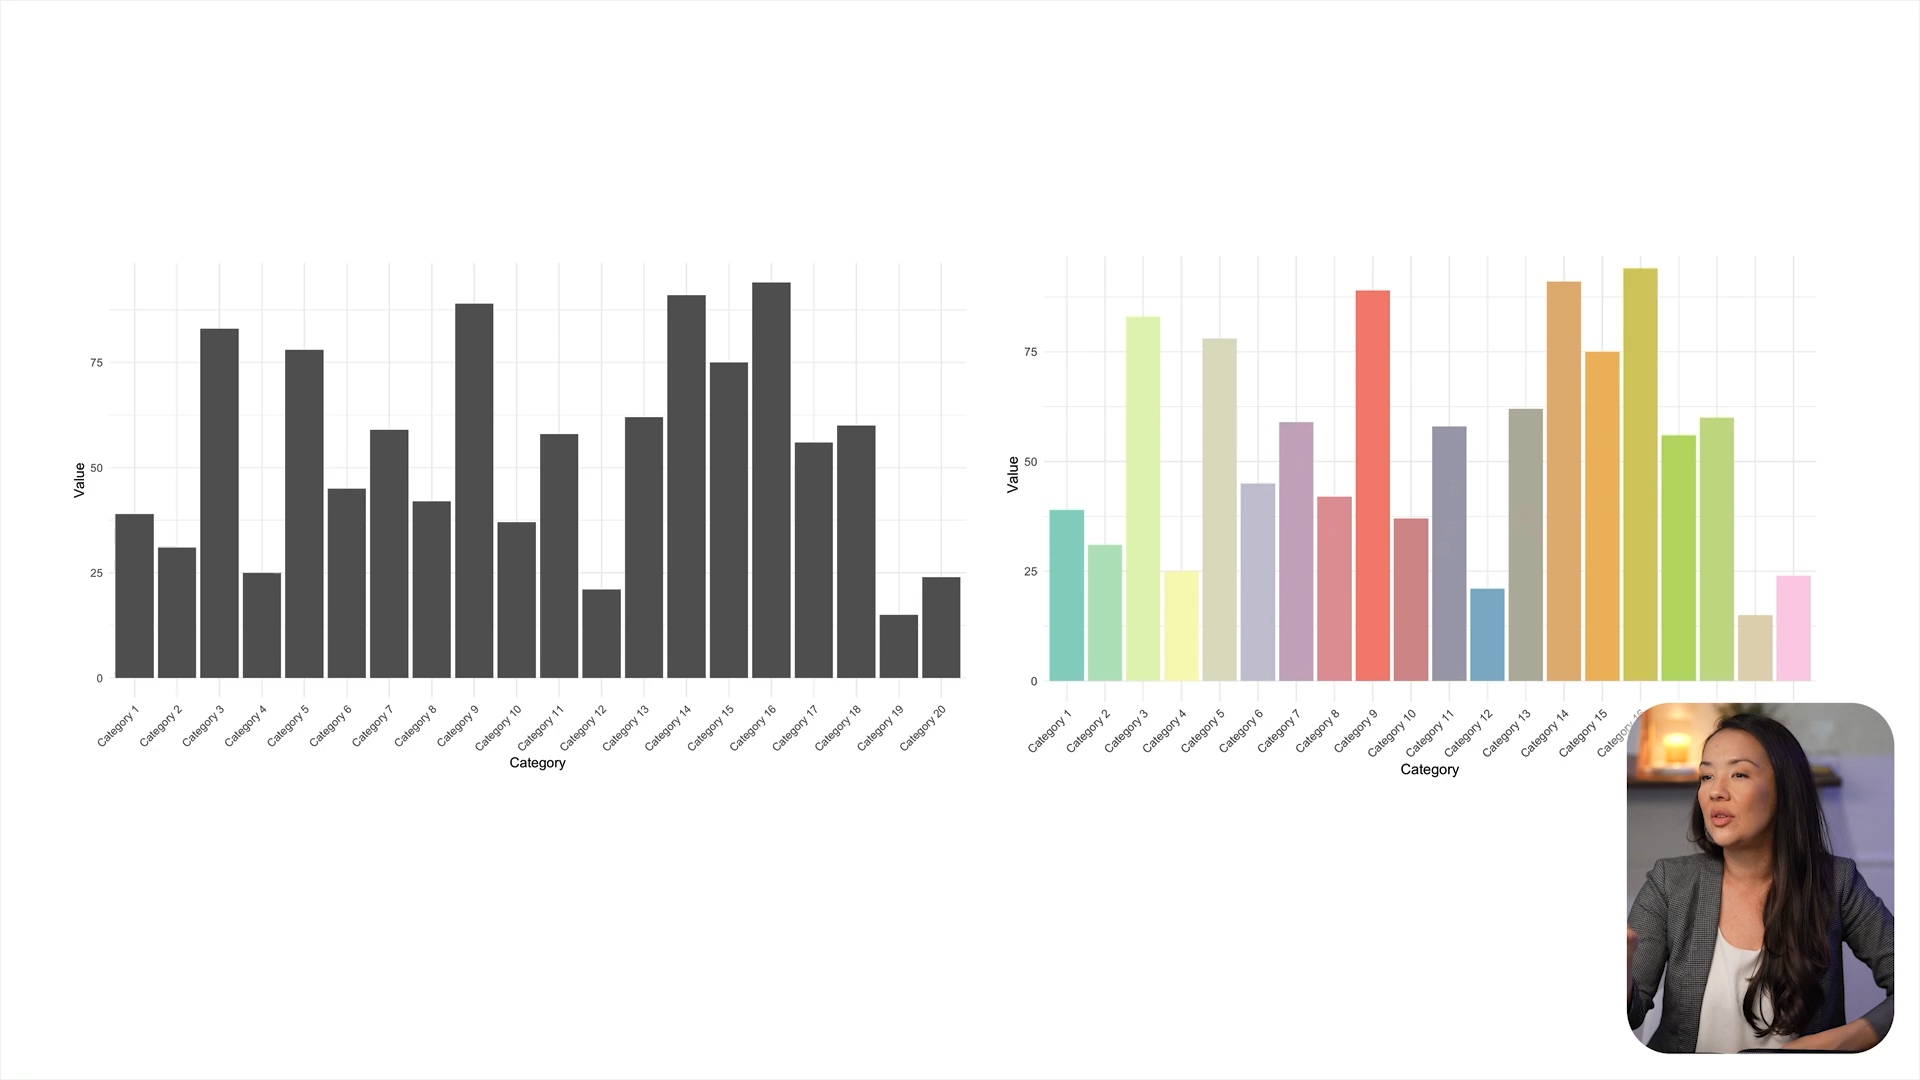 75
50
25
0
Value
Category 1
Category 2
Category 3
Category 4
Category 5
Category 6
Category 7
Category 8
Category 9
Category 10
Category 11
Category 12
Category 13
Category 14
Category 15
Category 16
Category 17
Category 18
Category 19
Category 20
Category
75
50
25
0
Value
Category 1
Category 2
Category 3
Category 4
Category 5
Category 6
Category 7
Category 8
Category 9
Category 10
Category 11
Category 12
Category 13
Category 14
Category 15
Category
Category